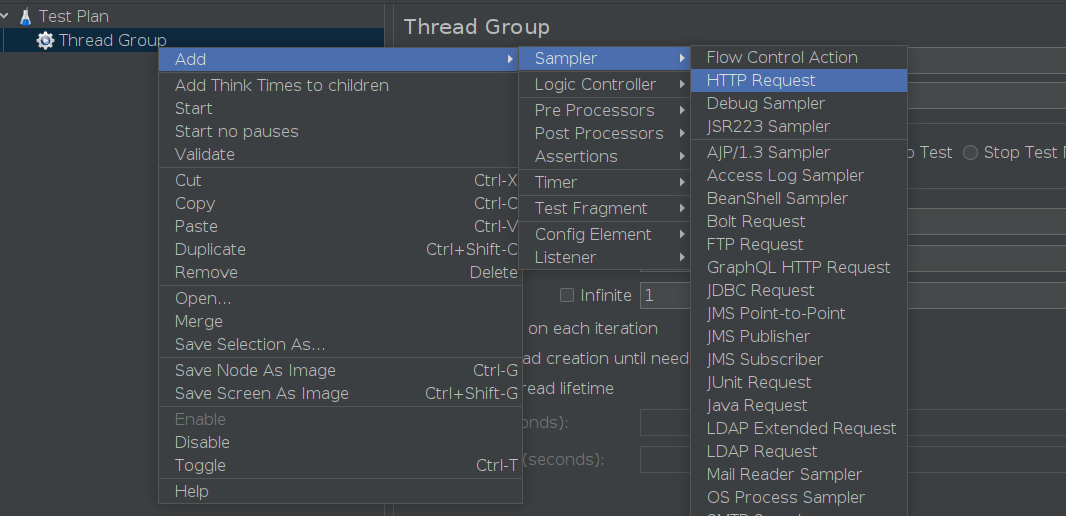 Test Plan
Thread Group
Thread Group
Add
Add Think Times to children
Start
Start no pauses
Validate
Cut Ctrl-X
Copy Ctrl-C
Paste Ctrl-V
Duplicate Ctrl+Shift-C
Remove Delete
Open...
Merge
Save Selection As...
Save Node As Image Ctrl-G
Save Screen As Image Ctrl+Shift-G
Enable
Disable
Toggle Ctrl-T
Help
Sampler
Logic Controller
Pre Processors
Post Processors
Assertions
Timer
Test Fragment
Config Element
Listener
Flow Control Action
HTTP Request
Debug Sampler
JSR223 Sampler
AJP/1.3 Sampler
Access Log Sampler
BeanShell Sampler
Bolt Request
FTP Request
GraphQL HTTP Request
JDBC Request
JMS Point-to-Point
JMS Publisher
JMS Subscriber
JUnit Request
Java Request
LDAP Extended Request
LDAP Request
Mail Reader Sampler
OS Process Sampler
p Test Stop Test
Infinite 1
on each iteration
ad creation until need
read lifetime
onds):
(seconds):